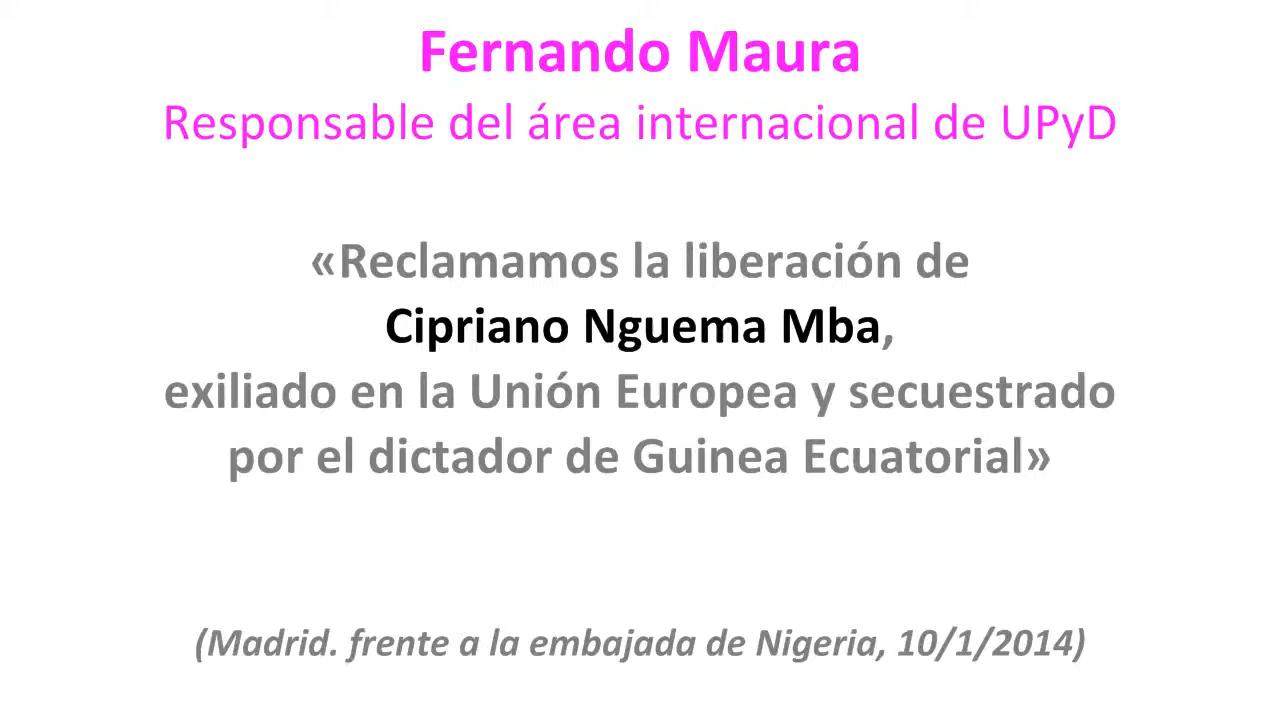 Fernando Maura
Responsable del área internacional de UPyD
«Reclamamos la liberación de
Cipriano Nguema Mba,
exiliado en la Unión Europea y secuestrado
por el dictador de Guinea Ecuatorial»
(Madrid. frente a la embajada de Nigeria, 10/1/2014)